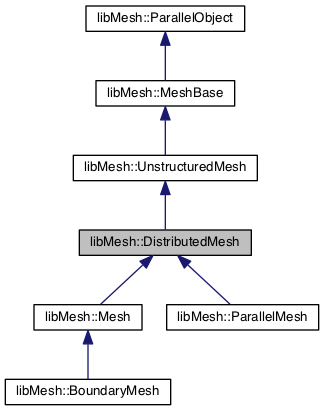 libMesh::ParallelObject
libMesh::MeshBase
libMesh::UnstructuredMesh
libMesh::DistributedMesh
libMesh::Mesh
libMesh::ParallelMesh
libMesh::BoundaryMesh